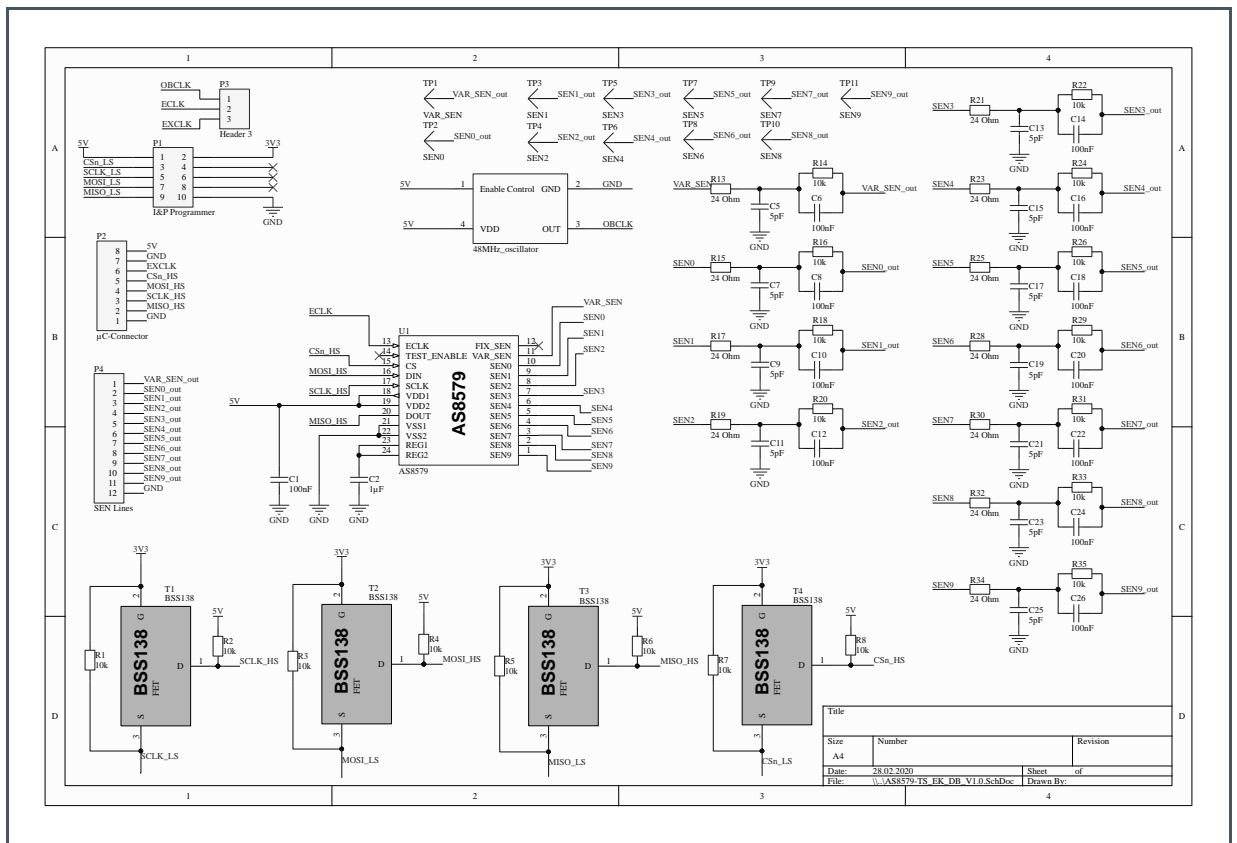 1 2 3 4
A A
B B
C C
D D
1 2 3 4
P3
OBCLK 1
ECLK 2
EXCLK 3
Header 3
P1
5V 1 2 3V3
CSn_LS 3 4
SCLK_LS 5 6
MOSI_LS 7 8
MISO_LS 9 10
I&P Programmer
GND
P2
8 5V
7 GND
6 EXCLK
5 CSn_HS
4 MOSI_HS
3 SCLK_HS
2 MISO_HS
1 GND
µC-Connector
P4
1 VAR_SEN_out
2 SEN0_out
3 SEN1_out
4 SEN2_out
5 SEN3_out
6 SEN4_out
7 SEN5_out
8 SEN6_out
9 SEN7_out
10 SEN8_out
11 SEN9_out
12 GND
SEN Lines
TP1 TP3 TP5 TP7 TP9 TP11
VAR_SEN_out SEN1_out SEN3_out SEN5_out SEN7_out SEN9_out
VAR_SEN SEN1 SEN3 SEN5 SEN7 SEN9
TP2 TP4 TP6 TP8 TP10
SEN0_out SEN2_out SEN4_out SEN6_out SEN8_out
SEN0 SEN2 SEN4 SEN6 SEN8
5V 1 Enable Control GND 2 GND
5V 4 VDD OUT 3 OBCLK
48MHz_oscillator
U1
ECLK 13 ECLK FIX_SEN 12
14 TEST_ENABLE VAR_SEN 11 VAR_SEN
CSn_HS 15 CS SEN0 10 SEN0
MOSI_HS 16 DIN SEN1 9 SEN1
SCLK_HS 17 SCLK SEN2 8 SEN2
18 VDD1 SEN3 7 SEN3
5V 19 VDD2 SEN4 6 SEN4
MISO_HS 20 DOUT SEN5 5 SEN5
21 VSS1 SEN6 4 SEN6
22 VSS2 SEN7 3 SEN7
23 REG1 SEN8 2 SEN8
24 REG2 SEN9 1 SEN9
AS8579
AS8579
C1
100nF
GND
GND
C2
1µF
GND
VAR_SEN R13 24 Ohm C5 5pF GND R14 10k C6 100nF VAR_SEN_out
SEN0 R15 24 Ohm C7 5pF GND R16 10k C8 100nF SEN0_out
SEN1 R17 24 Ohm C9 5pF GND R18 10k C10 100nF SEN1_out
SEN2 R19 24 Ohm C11 5pF GND R20 10k C12 100nF SEN2_out
SEN3 R21 24 Ohm C13 5pF GND R22 10k C14 100nF SEN3_out
SEN4 R23 24 Ohm C15 5pF GND R24 10k C16 100nF SEN4_out
SEN5 R25 24 Ohm C17 5pF GND R26 10k C18 100nF SEN5_out
SEN6 R28 24 Ohm C19 5pF GND R29 10k C20 100nF SEN6_out
SEN7 R30 24 Ohm C21 5pF GND R31 10k C22 100nF SEN7_out
SEN8 R32 24 Ohm C23 5pF GND R33 10k C24 100nF SEN8_out
SEN9 R34 24 Ohm C25 5pF GND R35 10k C26 100nF SEN9_out
3V3 T1 BSS138 2 G BSS138 FET D 1 S 3 R1 10k 5V R2 10k SCLK_HS SCLK_LS
3V3 T2 BSS138 2 G BSS138 FET D 1 S 3 R3 10k 5V R4 10k MOSI_HS MOSI_LS
3V3 T3 BSS138 2 G BSS138 FET D 1 S 3 R5 10k 5V R6 10k MISO_HS MISO_LS
3V3 T4 BSS138 2 G BSS138 FET D 1 S 3 R7 10k 5V R8 10k CSn_HS CSn_LS
Title
Size Number Revision
A4
Date: 28.02.2020 Sheet of
File: \\..\AS8579-TS_EK_DB_V1.0.SchDoc Drawn By: